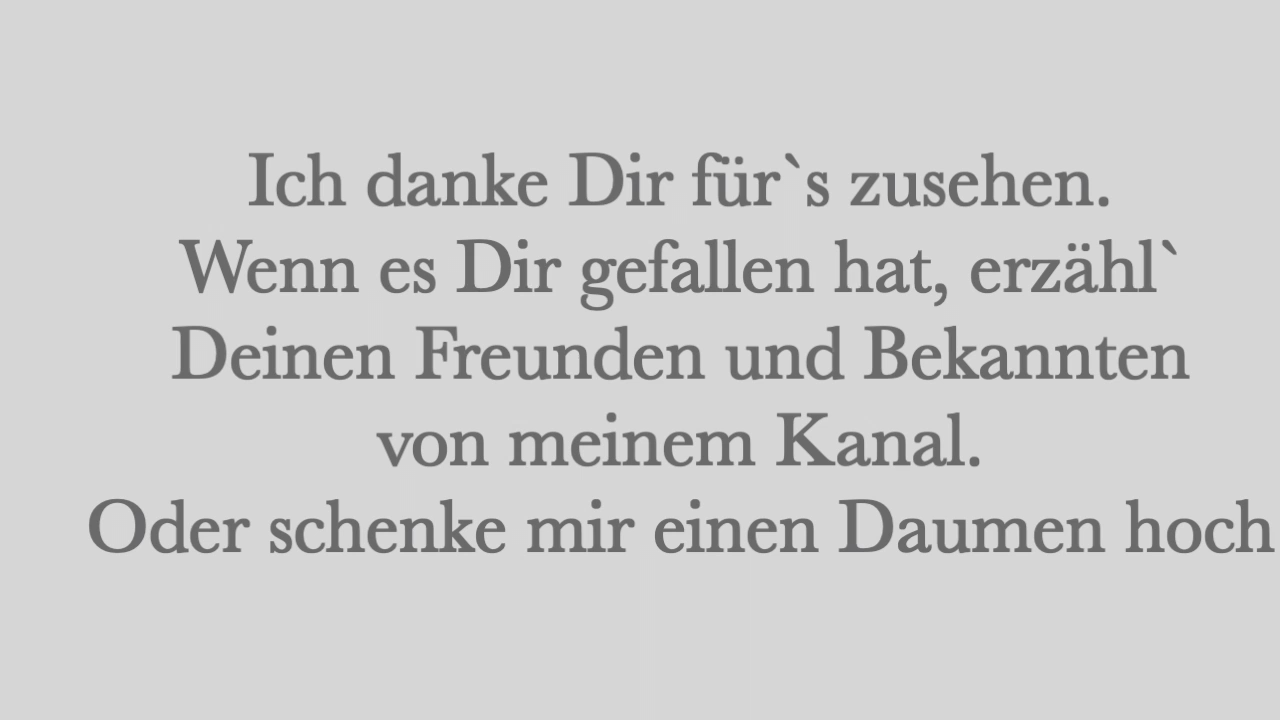 Ich danke Dir für`s zusehen.
Wenn es Dir gefallen hat, erzähl`
Deinen Freunden und Bekannten
von meinem Kanal.
Oder schenke mir einen Daumen hoch